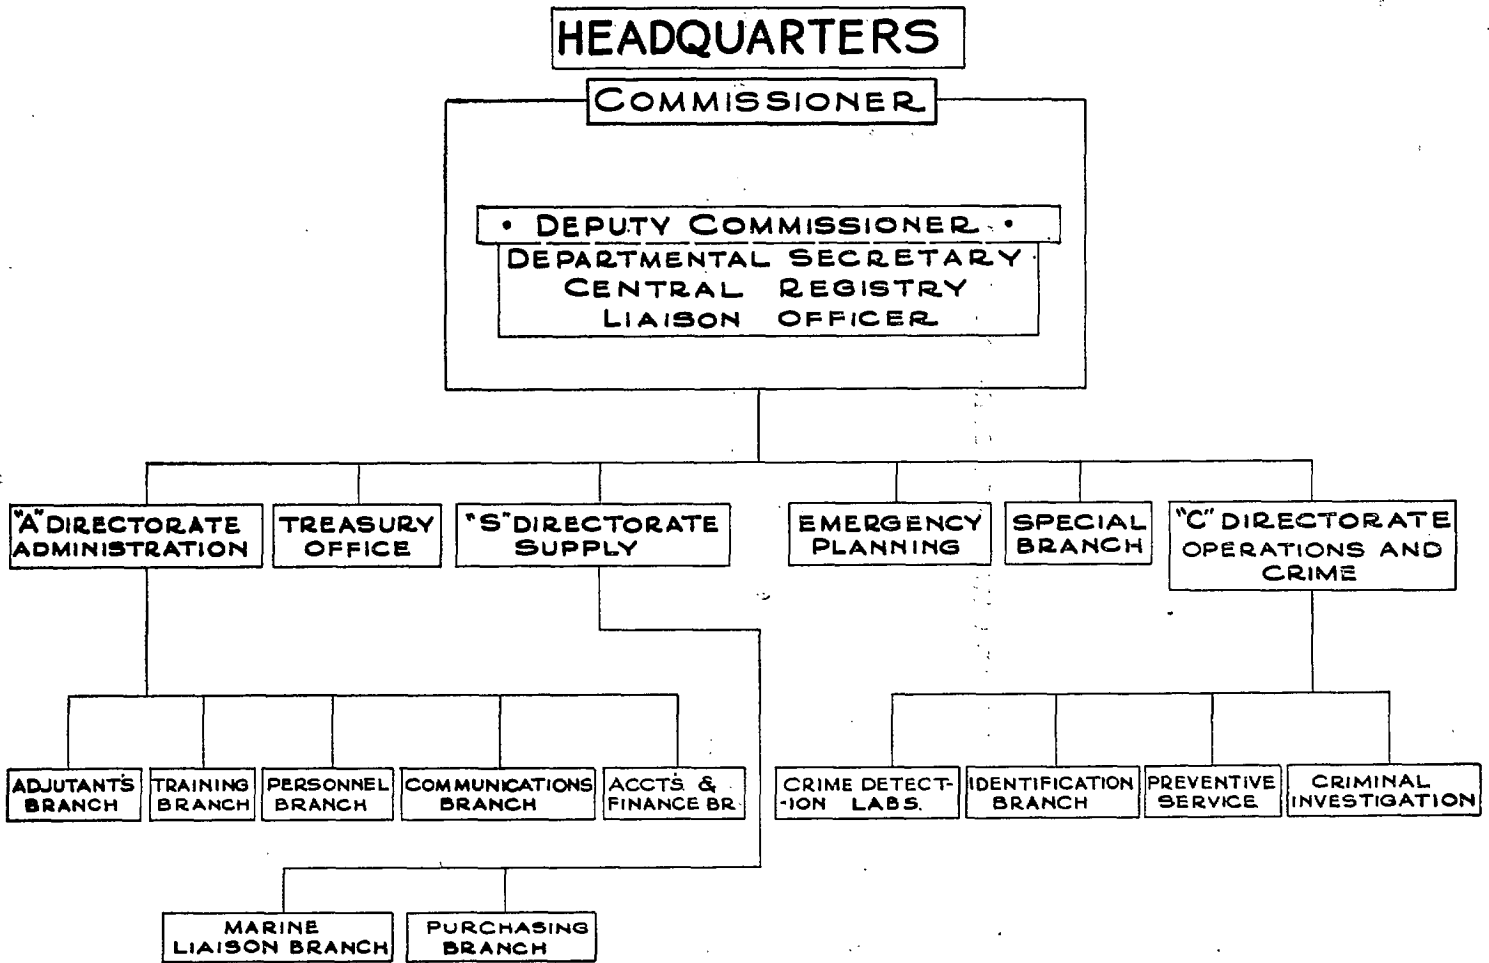 HEADQUARTERS
COMMISSIONER
• DEPUTY COMMISSIONER •
DEPARTMENTAL SECRETARY
CENTRAL REGISTRY
LIAISON OFFICER
"A" DIRECTORATE
ADMINISTRATION
TREASURY
OFFICE
"S" DIRECTORATE
SUPPLY
EMERGENCY
PLANNING
SPECIAL
BRANCH
"C" DIRECTORATE
OPERATIONS AND
CRIME
ADJUTANT'S
BRANCH
TRAINING
BRANCH
PERSONNEL
BRANCH
COMMUNICATIONS
BRANCH
ACCT'S. &
FINANCE BR.
CRIME DETECT-
-ION LABS.
IDENTIFICATION
BRANCH
PREVENTIVE
SERVICE
CRIMINAL
INVESTIGATION
MARINE
LIAISON BRANCH
PURCHASING
BRANCH